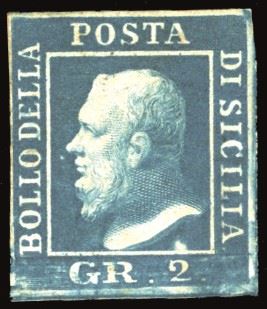 BOLLO DELLA
POSTA
DI SICILIA
GR. 2.